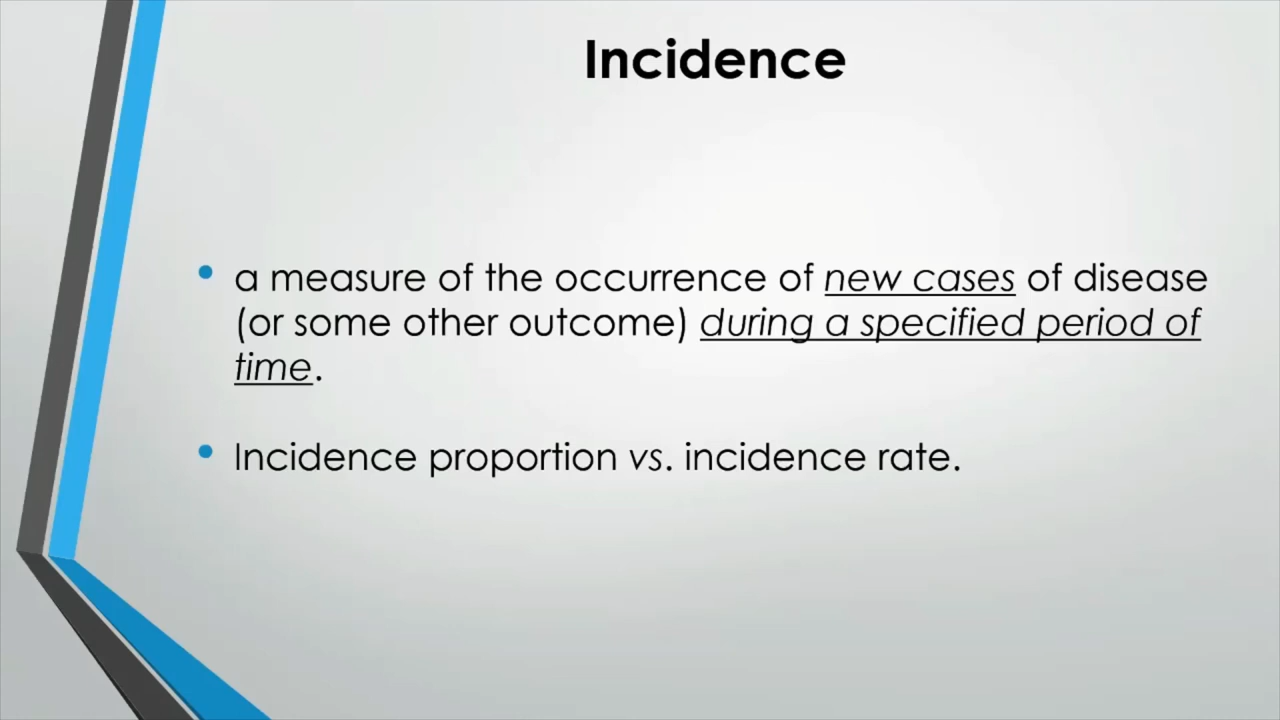 Incidence
• a measure of the occurrence of new cases of disease
(or some other outcome) during a specified period of
time.
• Incidence proportion vs. incidence rate.